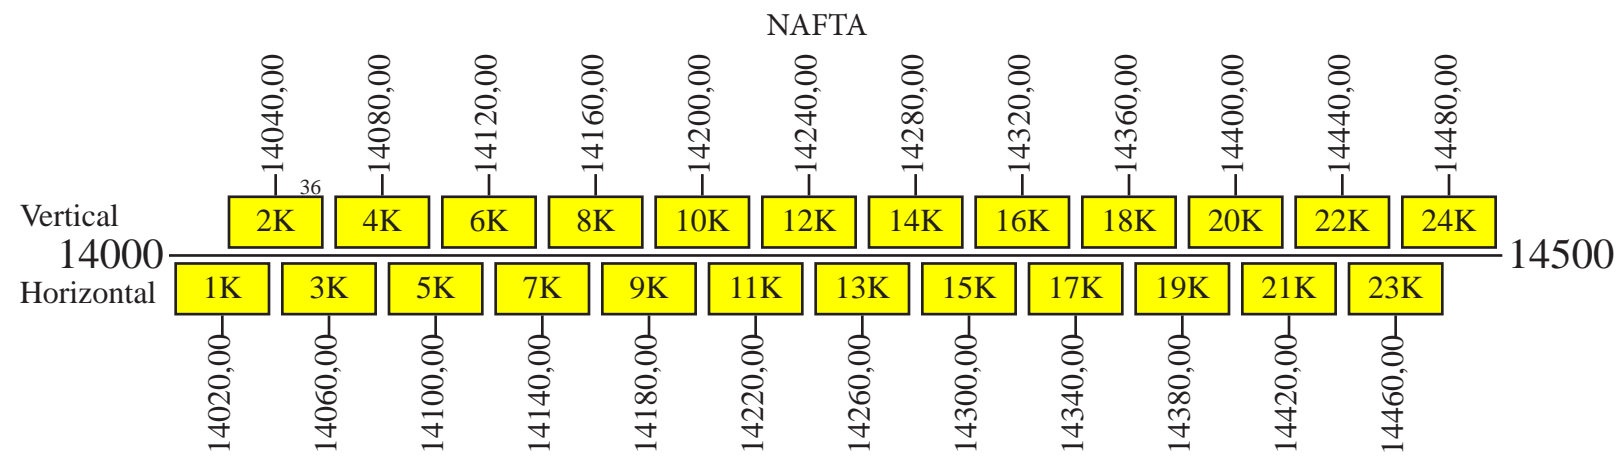 NAFTA
14040,00 14080,00 14120,00 14160,00 14200,00 14240,00 14280,00 14320,00 14360,00 14400,00 14440,00 14480,00
36
Vertical 2K 4K 6K 8K 10K 12K 14K 16K 18K 20K 22K 24K
14000 14500
Horizontal 1K 3K 5K 7K 9K 11K 13K 15K 17K 19K 21K 23K
14020,00 14060,00 14100,00 14140,00 14180,00 14220,00 14260,00 14300,00 14340,00 14380,00 14420,00 14460,00